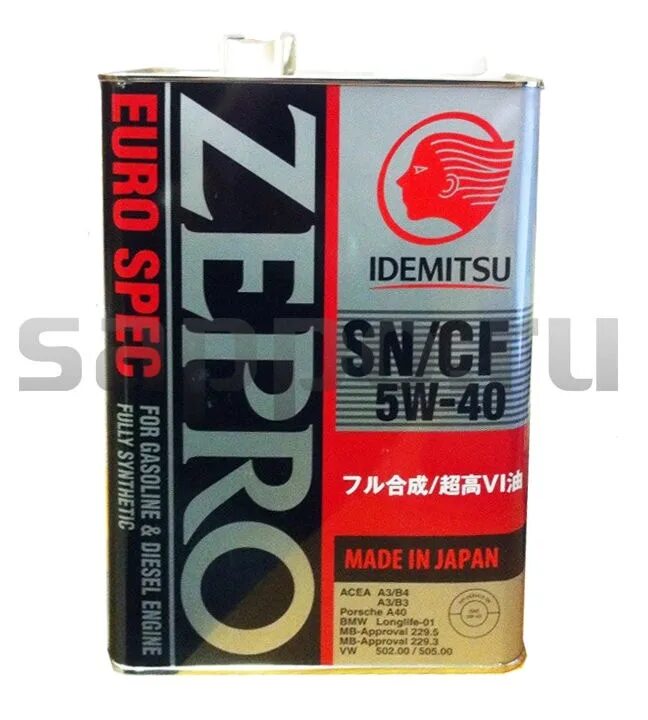 EURO SPEC
FOR GASOLINE & DIESEL ENGINE
FULLY SYNTHETIC
ZEPRO
IDEMITSU
SN/CF
5W-40
フル合成/超高VI油
MADE IN JAPAN
ACEA A3/B4
A3/B3
Porsche A40
BMW Longlife-01
MB-Approval 229.5
MB-Approval 229.3
VW 502.00 / 505.00